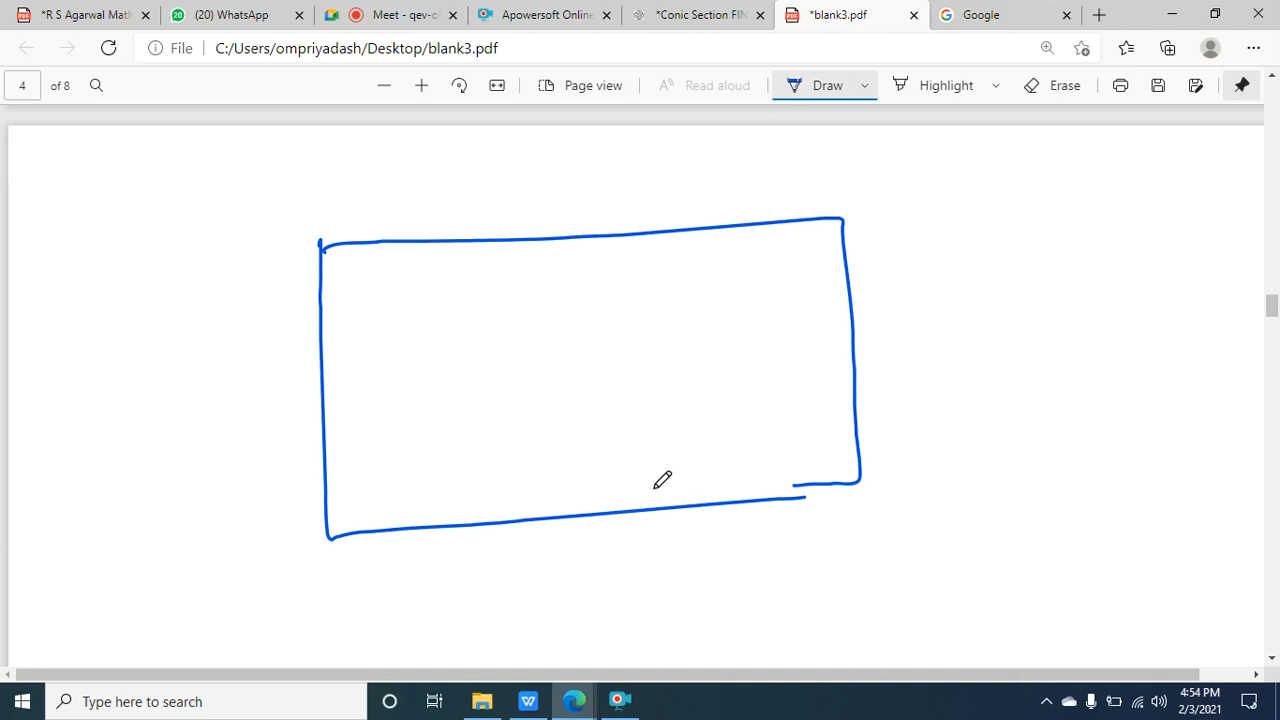 *R S Agarwal Mat
(20) WhatsApp
Meet - qev-o
Apowersoft Online
*Conic Section FIN
*blank3.pdf
Google
File C:/Users/ompriyadash/Desktop/blank3.pdf
4 of 8
Page view
Read aloud
Draw
Highlight
Erase
Type here to search
4:54 PM
2/3/2021